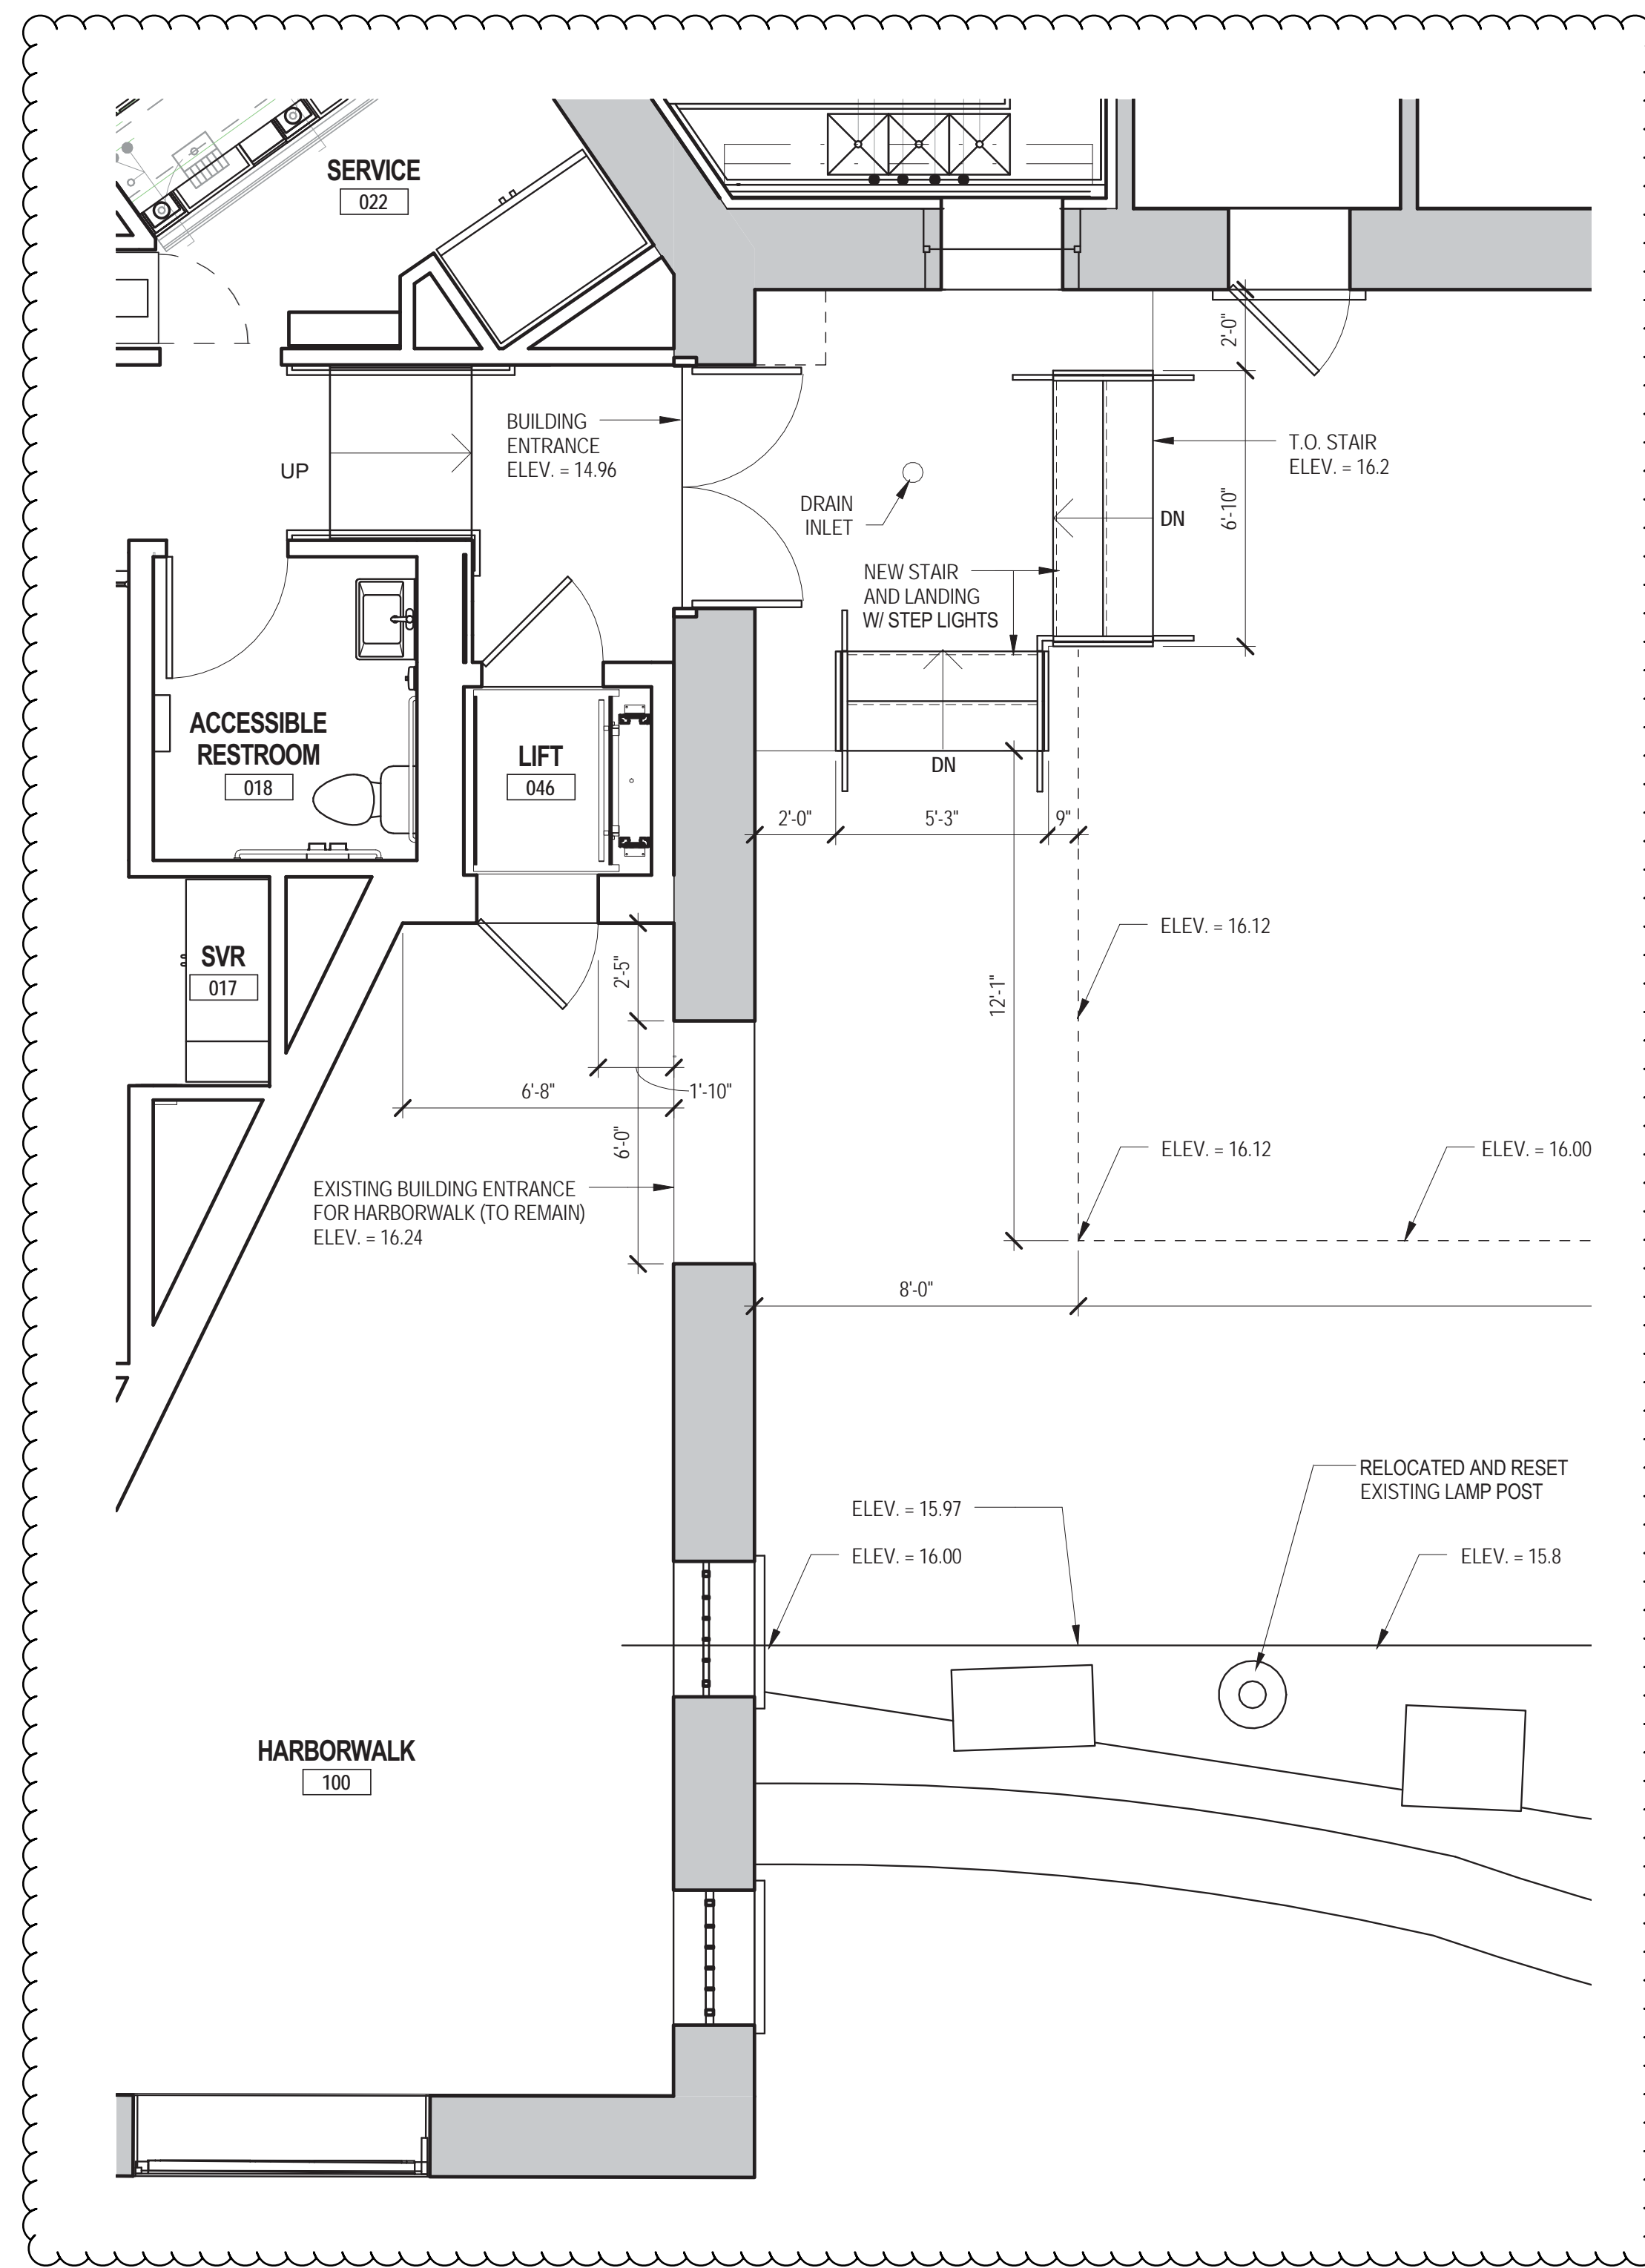 SERVICE
022
2'-0"
BUILDING
ENTRANCE
ELEV. = 14.96
UP
T.O. STAIR
ELEV. = 16.2
DRAIN
INLET
DN
6'-10"
NEW STAIR
AND LANDING
W/ STEP LIGHTS
ACCESSIBLE
RESTROOM
018
LIFT
046
DN
2'-0"
5'-3"
9"
ELEV. = 16.12
SVR
017
2'-5"
12'-1"
6'-8"
1'-10"
6'-0"
ELEV. = 16.12
ELEV. = 16.00
EXISTING BUILDING ENTRANCE
FOR HARBORWALK (TO REMAIN)
ELEV. = 16.24
8'-0"
RELOCATED AND RESET
EXISTING LAMP POST
ELEV. = 15.97
ELEV. = 16.00
ELEV. = 15.8
HARBORWALK
100